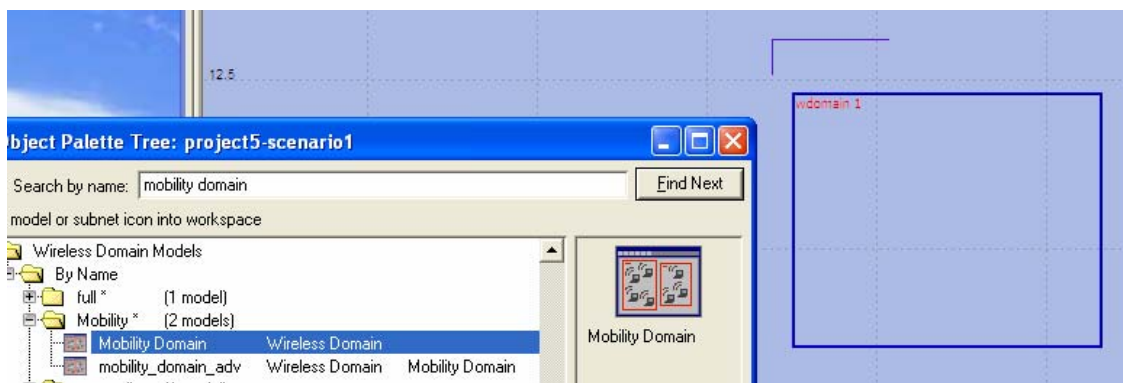 12.5
wdomain 1
bject Palette Tree: project5-scenario1
Search by name: mobility domain
Find Next
model or subnet icon into workspace
Wireless Domain Models
By Name
full * (1 model)
Mobility * (2 models)
Mobility Domain Wireless Domain
mobility_domain_adv Wireless Domain Mobility Domain
Mobility Domain